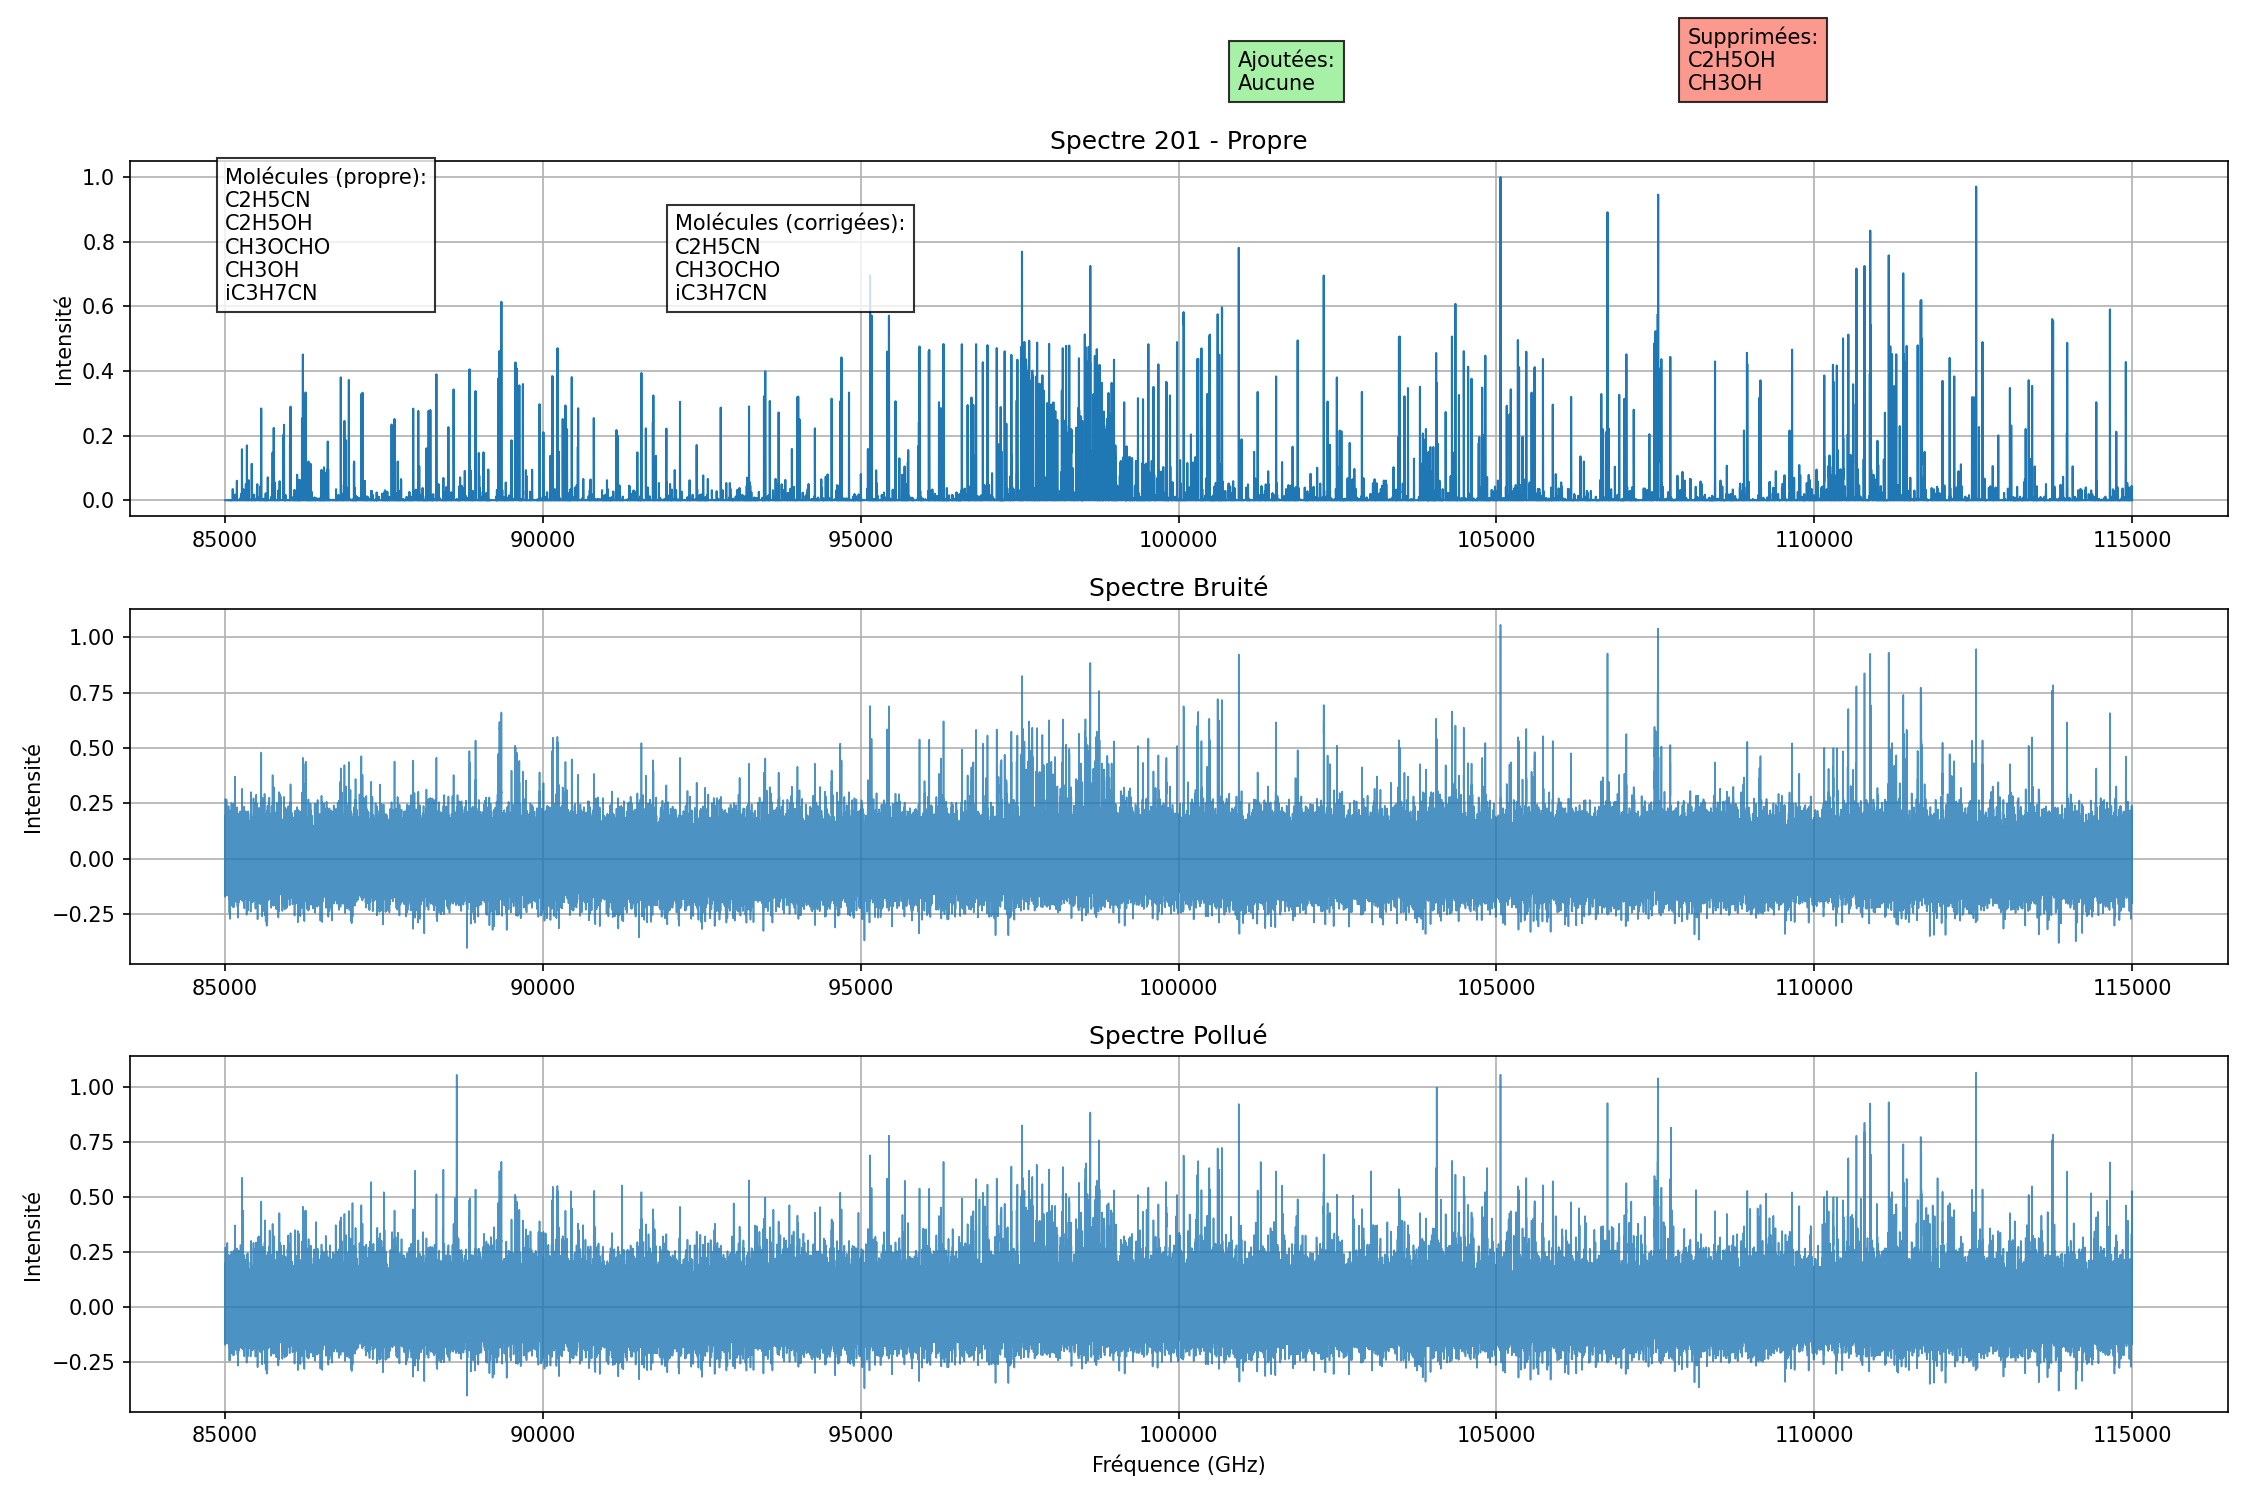 Ajoutées:
Aucune
Supprimées:
C2H5OH
CH3OH
Spectre 201 - Propre
Molécules (propre):
C2H5CN
C2H5OH
CH3OCHO
CH3OH
iC3H7CN
Molécules (corrigées):
C2H5CN
CH3OCHO
iC3H7CN
Intensité
1.0
0.8
0.6
0.4
0.2
0.0
85000 90000 95000 100000 105000 110000 115000
Spectre Bruité
Intensité
1.00
0.75
0.50
0.25
0.00
−0.25
85000 90000 95000 100000 105000 110000 115000
Spectre Pollué
Intensité
1.00
0.75
0.50
0.25
0.00
−0.25
85000 90000 95000 100000 105000 110000 115000
Fréquence (GHz)